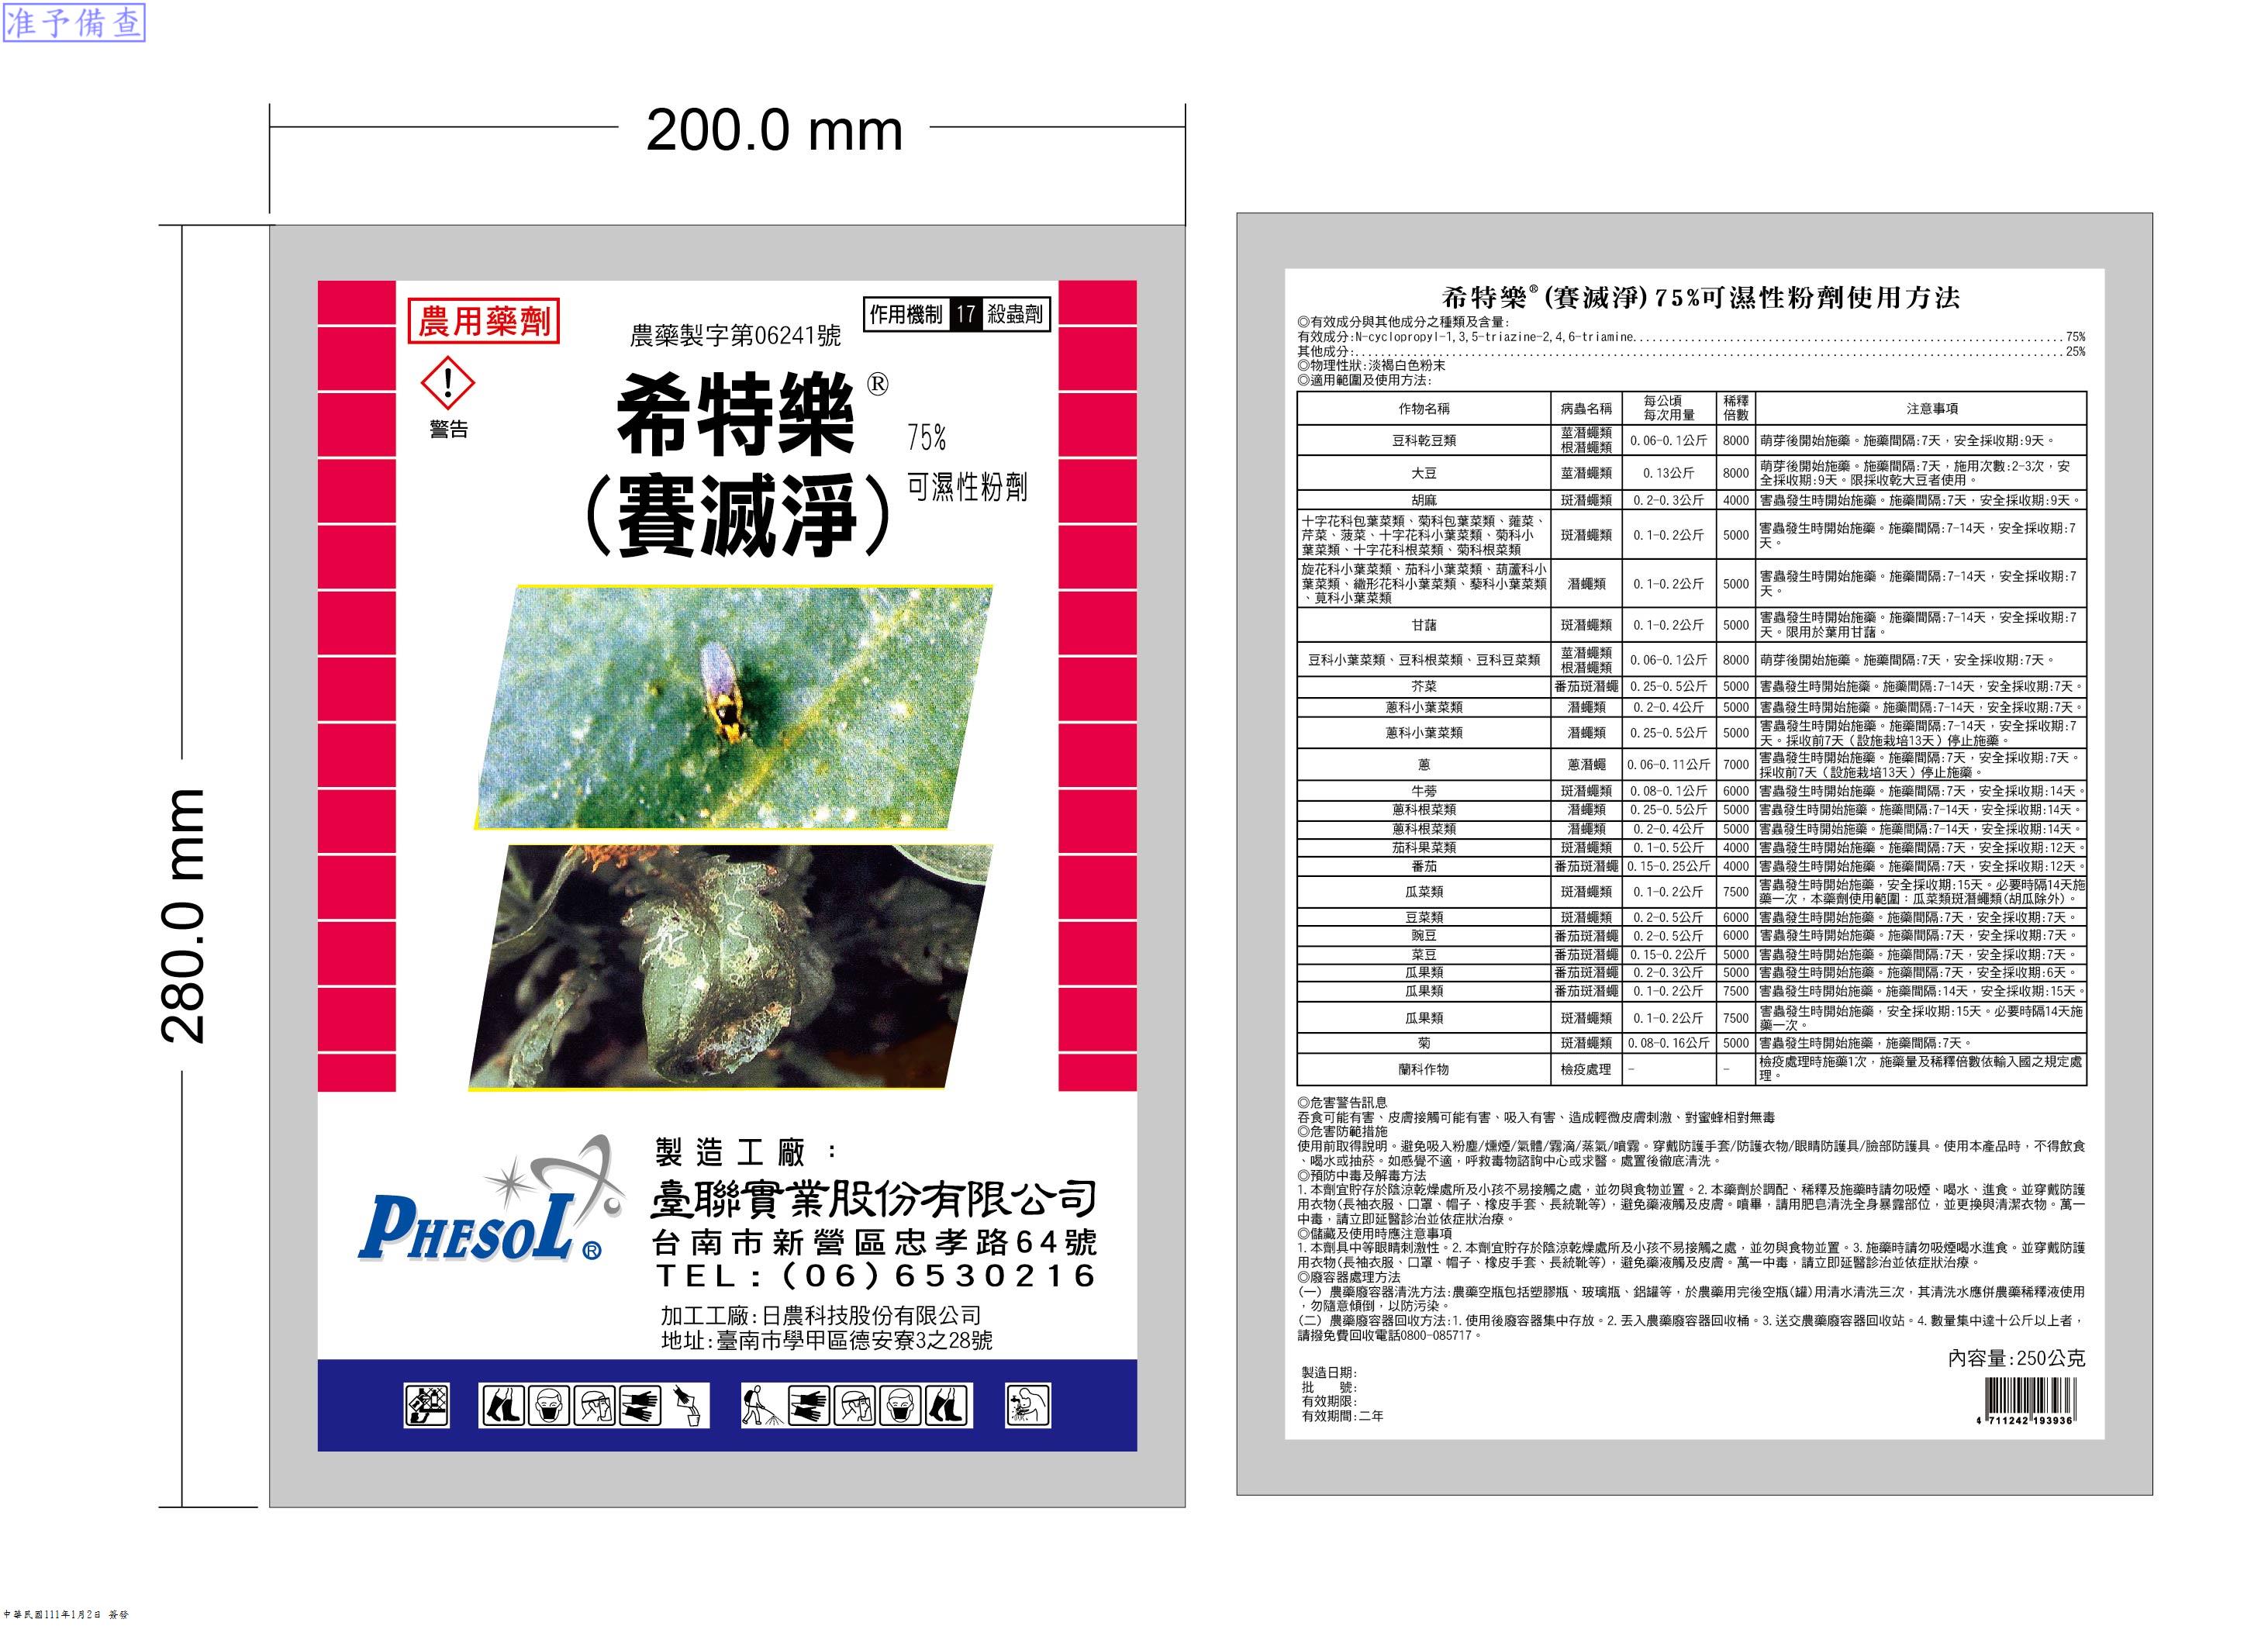 准予備查
200.0 mm
280.0 mm
農用藥劑
作用機制 17 殺蟲劑
農藥製字第06241號
警告
希特樂®
75%
(賽滅淨)
可濕性粉劑
PHESOL®
製造工廠：
臺聯實業股份有限公司
台南市新營區忠孝路64號
TEL：(06)6530216
加工工廠:日農科技股份有限公司
地址:臺南市學甲區德安寮3之28號
希特樂®(賽滅淨)75%可濕性粉劑使用方法
◎有效成分與其他成分之種類及含量:
有效成分:N-cyclopropyl-1,3,5-triazine-2,4,6-triamine........75%
其他成分:........25%
◎物理性狀:淡褐白色粉末
◎適用範圍及使用方法:
作物名稱 病蟲名稱 每公頃每次用量 稀釋倍數 注意事項
豆科乾豆類 莖潛蠅類 根潛蠅類 0.06-0.1公斤 8000 萌芽後開始施藥。施藥間隔:7天，安全採收期:9天。
大豆 莖潛蠅類 0.13公斤 8000 萌芽後開始施藥。施藥間隔:7天，施用次數:2-3次，安
全採收期:9天。限採收乾大豆者使用。
胡麻 斑潛蠅類 0.2-0.3公斤 4000 害蟲發生時開始施藥。施藥間隔:7天，安全採收期:9天。
十字花科包葉菜類、菊科包葉菜類、蕹菜、
芹菜、菠菜、十字花科小葉菜類、菊科小
葉菜類、十字花科根菜類、菊科根菜類 斑潛蠅類 0.1-0.2公斤 5000 害蟲發生時開始施藥。施藥間隔:7-14天，安全採收期:7
天。
旋花科小葉菜類、茄科小葉菜類、葫蘆科小
葉菜類、繖形花科小葉菜類、藜科小葉菜類
、莧科小葉菜類 潛蠅類 0.1-0.2公斤 5000 害蟲發生時開始施藥。施藥間隔:7-14天，安全採收期:7
天。
甘藷 斑潛蠅類 0.1-0.2公斤 5000 害蟲發生時開始施藥。施藥間隔:7-14天，安全採收期:7
天。限用於葉用甘藷。
豆科小葉菜類、豆科根菜類、豆科豆菜類 莖潛蠅類 根潛蠅類 0.06-0.1公斤 8000 萌芽後開始施藥。施藥間隔:7天，安全採收期:7天。
芥菜 番茄斑潛蠅 0.25-0.5公斤 5000 害蟲發生時開始施藥。施藥間隔:7-14天，安全採收期:7天。
蔥科小葉菜類 潛蠅類 0.2-0.4公斤 5000 害蟲發生時開始施藥。施藥間隔:7-14天，安全採收期:7天。
蔥科小葉菜類 潛蠅類 0.25-0.5公斤 5000 害蟲發生時開始施藥。施藥間隔:7-14天，安全採收期:7
天。採收前7天（設施栽培13天）停止施藥。
蔥 蔥潛蠅 0.06-0.11公斤 7000 害蟲發生時開始施藥。施藥間隔:7天，安全採收期:7天。
採收前7天（設施栽培13天）停止施藥。
牛蒡 斑潛蠅類 0.08-0.1公斤 6000 害蟲發生時開始施藥。施藥間隔:7天，安全採收期:14天。
蔥科根菜類 潛蠅類 0.25-0.5公斤 5000 害蟲發生時開始施藥。施藥間隔:7-14天，安全採收期:14天。
蔥科根菜類 潛蠅類 0.2-0.4公斤 5000 害蟲發生時開始施藥。施藥間隔:7-14天，安全採收期:14天。
茄科果菜類 斑潛蠅類 0.1-0.5公斤 4000 害蟲發生時開始施藥。施藥間隔:7天，安全採收期:12天。
番茄 番茄斑潛蠅 0.15-0.25公斤 4000 害蟲發生時開始施藥。施藥間隔:7天，安全採收期:12天。
瓜菜類 斑潛蠅類 0.1-0.2公斤 7500 害蟲發生時開始施藥，安全採收期:15天。必要時隔14天施
藥一次，本藥劑使用範圍：瓜菜類斑潛蠅類(胡瓜除外)。
豆菜類 斑潛蠅類 0.2-0.5公斤 6000 害蟲發生時開始施藥。施藥間隔:7天，安全採收期:7天。
豌豆 番茄斑潛蠅 0.2-0.5公斤 6000 害蟲發生時開始施藥。施藥間隔:7天，安全採收期:7天。
菜豆 番茄斑潛蠅 0.15-0.2公斤 5000 害蟲發生時開始施藥。施藥間隔:7天，安全採收期:7天。
瓜果類 番茄斑潛蠅 0.2-0.3公斤 5000 害蟲發生時開始施藥。施藥間隔:7天，安全採收期:6天。
瓜果類 番茄斑潛蠅 0.1-0.2公斤 7500 害蟲發生時開始施藥。施藥間隔:14天，安全採收期:15天。
瓜果類 斑潛蠅類 0.1-0.2公斤 7500 害蟲發生時開始施藥，安全採收期:15天。必要時隔14天施
藥一次。
菊 斑潛蠅類 0.08-0.16公斤 5000 害蟲發生時開始施藥，施藥間隔:7天。
蘭科作物 檢疫處理 - - 檢疫處理時施藥1次，施藥量及稀釋倍數依輸入國之規定處
理。
◎危害警告訊息
吞食可能有害、皮膚接觸可能有害、吸入有害、造成輕微皮膚刺激、對蜜蜂相對無毒
◎危害防範措施
使用前取得說明。避免吸入粉塵/燻煙/氣體/霧滴/蒸氣/噴霧。穿戴防護手套/防護衣物/眼睛防護具/臉部防護具。使用本產品時，不得飲食
、喝水或抽菸。如感覺不適，呼救毒物諮詢中心或求醫。處置後徹底清洗。
◎預防中毒及解毒方法
1.本劑宜貯存於陰涼乾燥處所及小孩不易接觸之處，並勿與食物並置。2.本藥劑於調配、稀釋及施藥時請勿吸煙、喝水、進食。並穿戴防護
用衣物(長袖衣服、口罩、帽子、橡皮手套、長統靴等)，避免藥液觸及皮膚。噴畢，請用肥皂清洗全身暴露部位，並更換與清潔衣物。萬一
中毒，請立即延醫診治並依症狀治療。
◎儲藏及使用時應注意事項
1.本劑具中等眼睛刺激性。2.本劑宜貯存於陰涼乾燥處所及小孩不易接觸之處，並勿與食物並置。3.施藥時請勿吸煙喝水進食。並穿戴防護
用衣物(長袖衣服、口罩、帽子、橡皮手套、長統靴等)，避免藥液觸及皮膚。萬一中毒，請立即延醫診治並依症狀治療。
◎廢容器處理方法
(一) 農藥廢容器清洗方法:農藥空瓶包括塑膠瓶、玻璃瓶、鋁罐等，於農藥用完後空瓶(罐)用清水清洗三次，其清洗水應併農藥稀釋液使用
，勿隨意傾倒，以防污染。
(二) 農藥廢容器回收方法:1.使用後廢容器集中存放。2.丟入農藥廢容器回收桶。3.送交農藥廢容器回收站。4.數量集中達十公斤以上者，
請撥免費回收電話0800-085717。
內容量:250公克
製造日期:
批　號:
有效期限:
有效期間:二年
4 711242 193936
中華民國111年1月2日 簽發